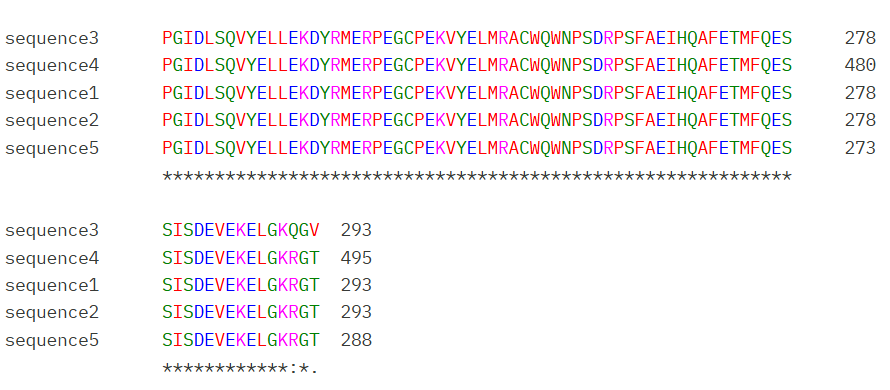 sequence3 PGIDLSQVYELLEKDYRMERPEGCPEKVYELMRACWQWNPSDRPSFAEIHQAFETMFQES 278
sequence4 PGIDLSQVYELLEKDYRMERPEGCPEKVYELMRACWQWNPSDRPSFAEIHQAFETMFQES 480
sequence1 PGIDLSQVYELLEKDYRMERPEGCPEKVYELMRACWQWNPSDRPSFAEIHQAFETMFQES 278
sequence2 PGIDLSQVYELLEKDYRMERPEGCPEKVYELMRACWQWNPSDRPSFAEIHQAFETMFQES 278
sequence5 PGIDLSQVYELLEKDYRMERPEGCPEKVYELMRACWQWNPSDRPSFAEIHQAFETMFQES 273
************************************************************
sequence3 SISDEVEKELGKQGV 293
sequence4 SISDEVEKELGKRGT 495
sequence1 SISDEVEKELGKRGT 293
sequence2 SISDEVEKELGKRGT 293
sequence5 SISDEVEKELGKRGT 288
************:*.